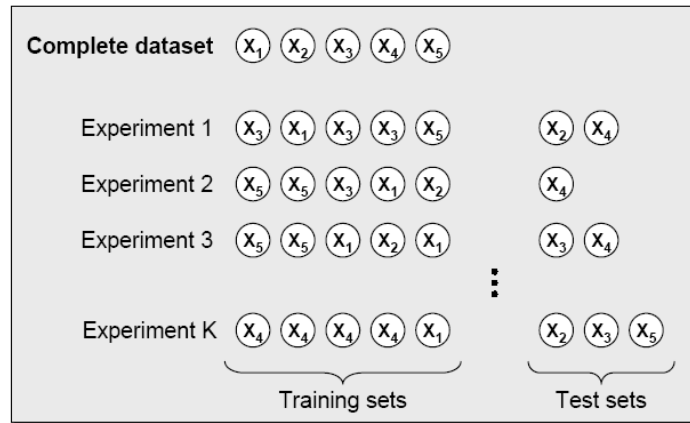 Complete dataset X₁ X₂ X₃ X₄ X₅
Experiment 1 X₃ X₁ X₃ X₃ X₅ X₂ X₄
Experiment 2 X₅ X₅ X₃ X₁ X₂ X₄
Experiment 3 X₅ X₅ X₁ X₂ X₁ X₃ X₄
Experiment K X₄ X₄ X₄ X₄ X₁ X₂ X₃ X₅
Training sets Test sets